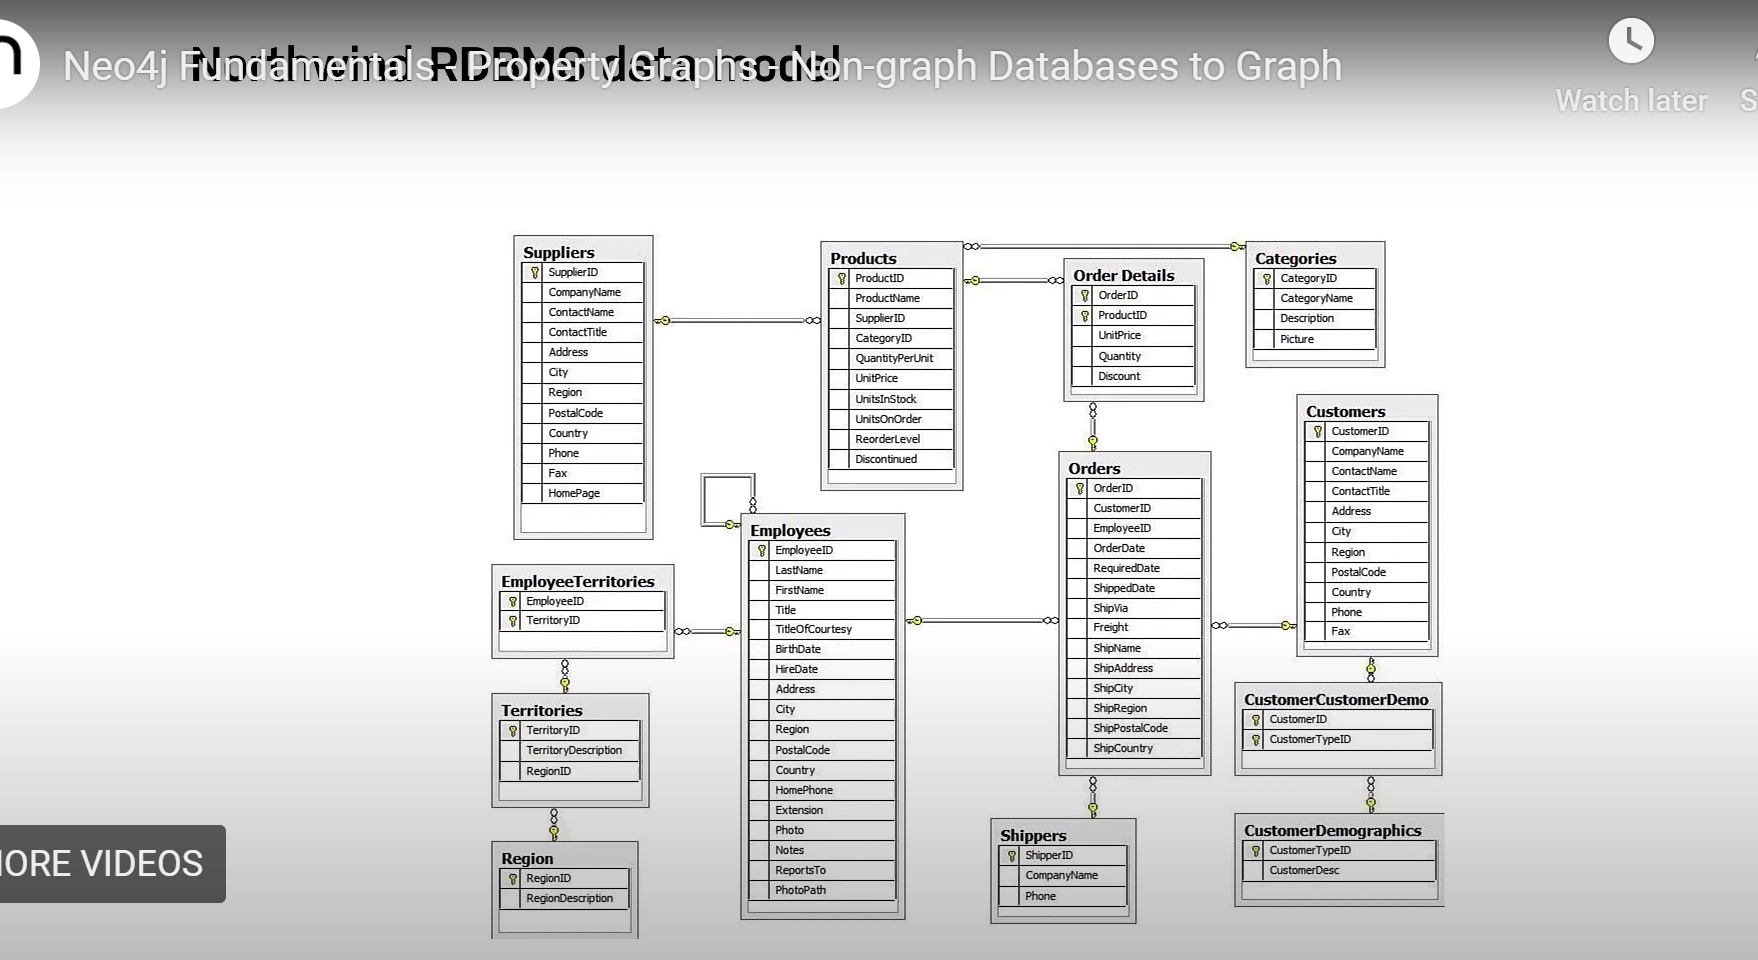 Neo4j Fundamentals - Property Graphs - Non-graph Databases to Graph
Northwind RDBMS data model
Watch later
S
Suppliers
SupplierID
CompanyName
ContactName
ContactTitle
Address
City
Region
PostalCode
Country
Phone
Fax
HomePage
Products
ProductID
ProductName
SupplierID
CategoryID
QuantityPerUnit
UnitPrice
UnitsInStock
UnitsOnOrder
ReorderLevel
Discontinued
Order Details
OrderID
ProductID
UnitPrice
Quantity
Discount
Categories
CategoryID
CategoryName
Description
Picture
Customers
CustomerID
CompanyName
ContactName
ContactTitle
Address
City
Region
PostalCode
Country
Phone
Fax
Orders
OrderID
CustomerID
EmployeeID
OrderDate
RequiredDate
ShippedDate
ShipVia
Freight
ShipName
ShipAddress
ShipCity
ShipRegion
ShipPostalCode
ShipCountry
Employees
EmployeeID
LastName
FirstName
Title
TitleOfCourtesy
BirthDate
HireDate
Address
City
Region
PostalCode
Country
HomePhone
Extension
Photo
Notes
ReportsTo
PhotoPath
EmployeeTerritories
EmployeeID
TerritoryID
Territories
TerritoryID
TerritoryDescription
RegionID
Region
RegionID
RegionDescription
Shippers
ShipperID
CompanyName
Phone
CustomerCustomerDemo
CustomerID
CustomerTypeID
CustomerDemographics
CustomerTypeID
CustomerDesc
MORE VIDEOS